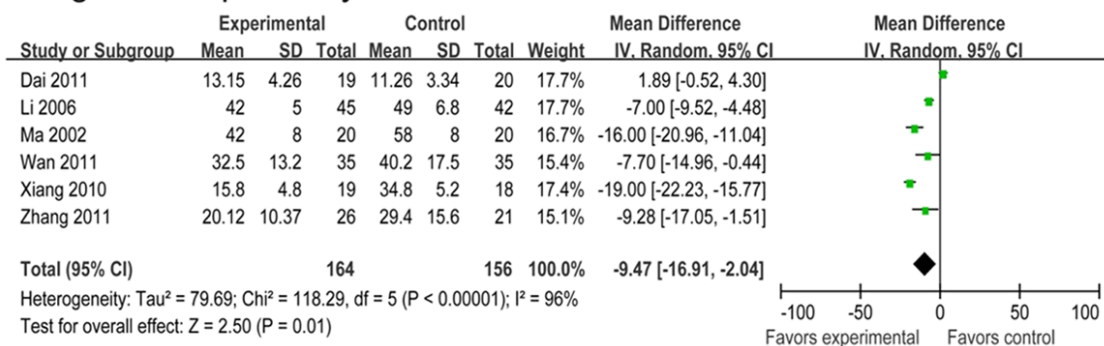 Experimental Control Mean Difference Mean Difference
Study or Subgroup Mean SD Total Mean SD Total Weight IV, Random, 95% CI IV, Random, 95% CI
Dai 2011 13.15 4.26 19 11.26 3.34 20 17.7% 1.89 [-0.52, 4.30]
Li 2006 42 5 45 49 6.8 42 17.7% -7.00 [-9.52, -4.48]
Ma 2002 42 8 20 58 8 20 16.7% -16.00 [-20.96, -11.04]
Wan 2011 32.5 13.2 35 40.2 17.5 35 15.4% -7.70 [-14.96, -0.44]
Xiang 2010 15.8 4.8 19 34.8 5.2 18 17.4% -19.00 [-22.23, -15.77]
Zhang 2011 20.12 10.37 26 29.4 15.6 21 15.1% -9.28 [-17.05, -1.51]
Total (95% CI) 164 156 100.0% -9.47 [-16.91, -2.04]
Heterogeneity: Tau² = 79.69; Chi² = 118.29, df = 5 (P < 0.00001); I² = 96%
Test for overall effect: Z = 2.50 (P = 0.01)
-100 -50 0 50 100
Favors experimental Favors control